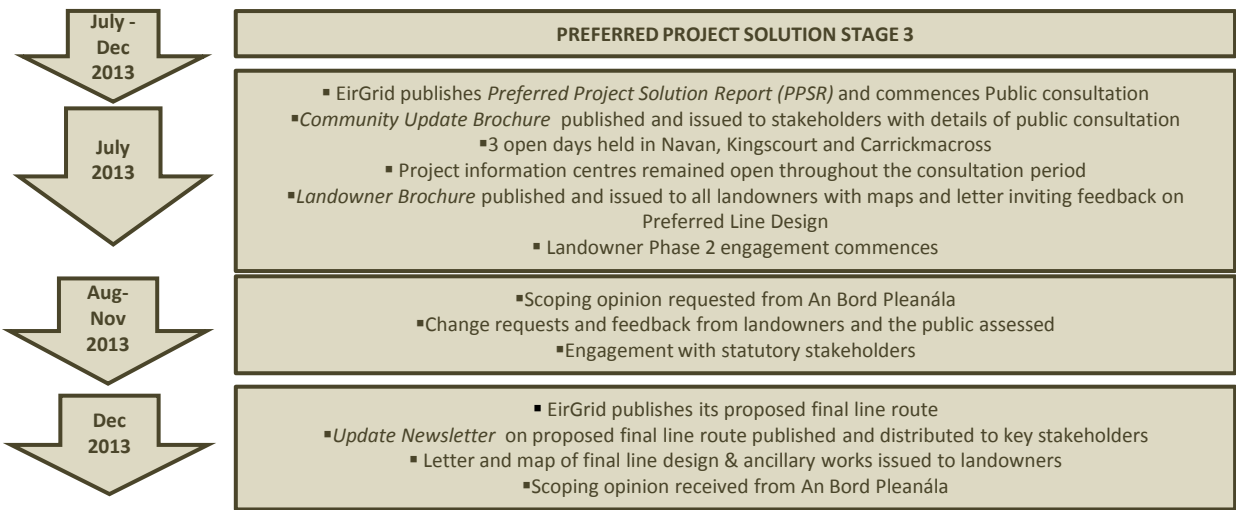 July -
Dec
2013
PREFERRED PROJECT SOLUTION STAGE 3
July
2013
▪ EirGrid publishes Preferred Project Solution Report (PPSR) and commences Public consultation
▪Community Update Brochure published and issued to stakeholders with details of public consultation
▪3 open days held in Navan, Kingscourt and Carrickmacross
▪ Project information centres remained open throughout the consultation period
▪Landowner Brochure published and issued to all landowners with maps and letter inviting feedback on
Preferred Line Design
▪ Landowner Phase 2 engagement commences
Aug-
Nov
2013
▪Scoping opinion requested from An Bord Pleanála
▪Change requests and feedback from landowners and the public assessed
▪Engagement with statutory stakeholders
Dec
2013
▪ EirGrid publishes its proposed final line route
▪Update Newsletter on proposed final line route published and distributed to key stakeholders
▪ Letter and map of final line design & ancillary works issued to landowners
▪Scoping opinion received from An Bord Pleanála